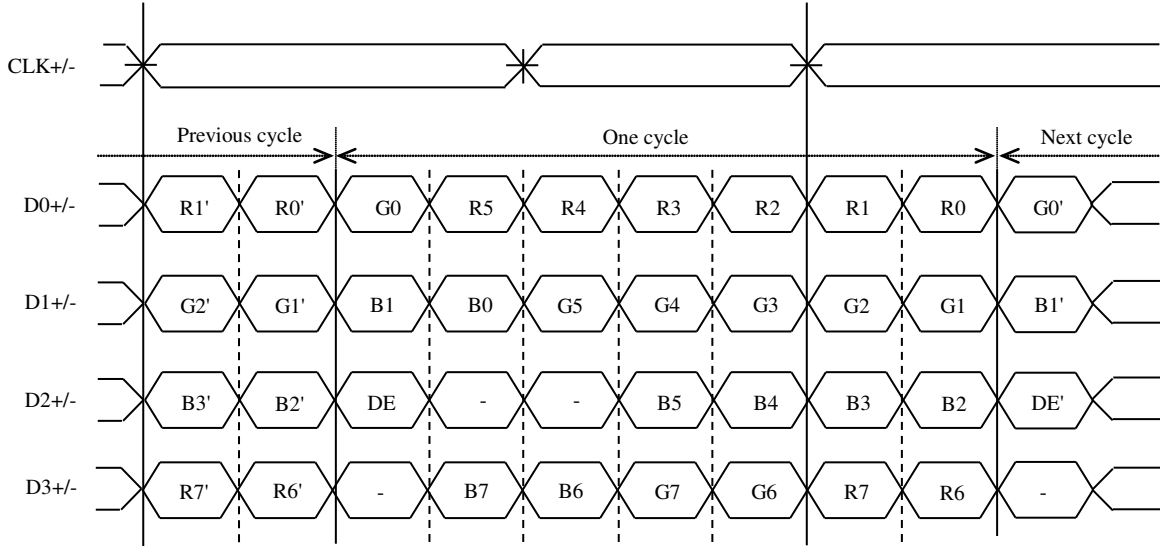 CLK+/-
Previous cycle One cycle Next cycle
D0+/- R1' R0' G0 R5 R4 R3 R2 R1 R0 G0'
D1+/- G2' G1' B1 B0 G5 G4 G3 G2 G1 B1'
D2+/- B3' B2' DE - - B5 B4 B3 B2 DE'
D3+/- R7' R6' - B7 B6 G7 G6 R7 R6 -